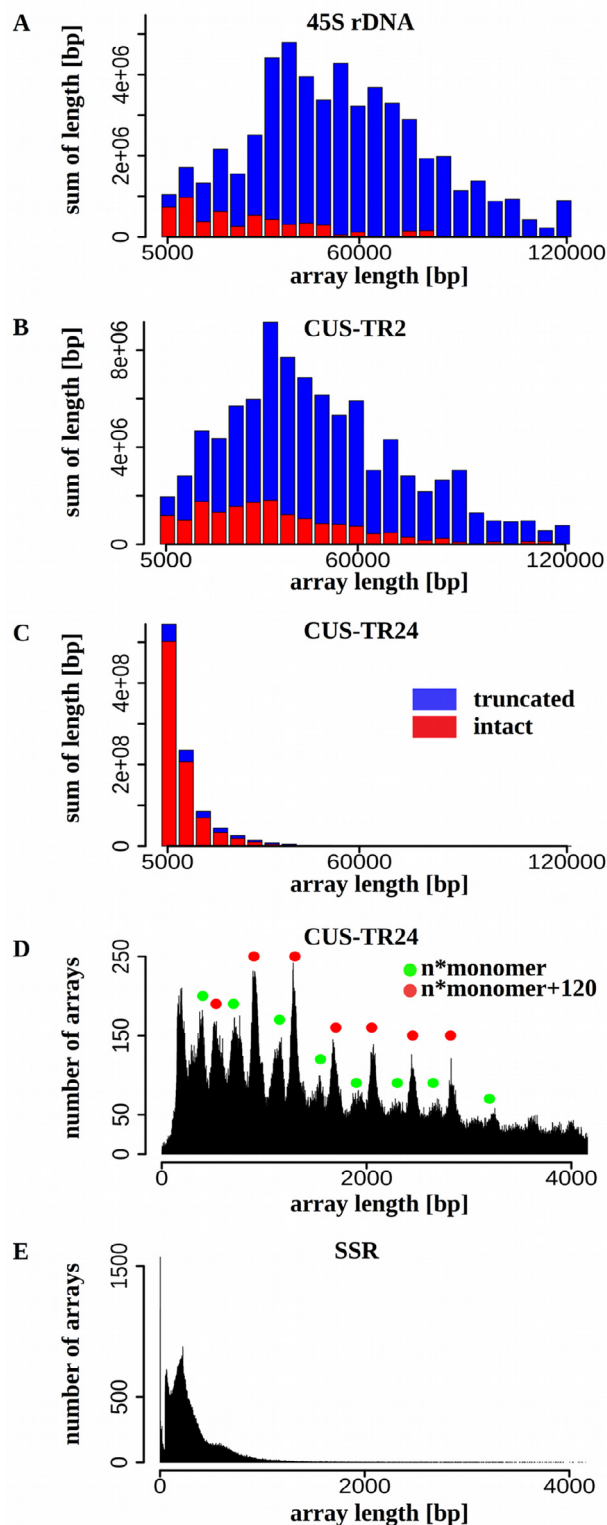 A
45S rDNA
sum of length [bp]
0
2e+06
4e+06
5000
60000
120000
array length [bp]
B
CUS-TR2
sum of length [bp]
0
4e+06
8e+06
5000
60000
120000
array length [bp]
C
CUS-TR24
sum of length [bp]
0
2e+08
4e+08
truncated
intact
5000
60000
120000
array length [bp]
D
CUS-TR24
number of arrays
0
50
150
250
n*monomer
n*monomer+120
0
2000
4000
array length [bp]
E
SSR
number of arrays
0
500
1500
0
2000
4000
array length [bp]